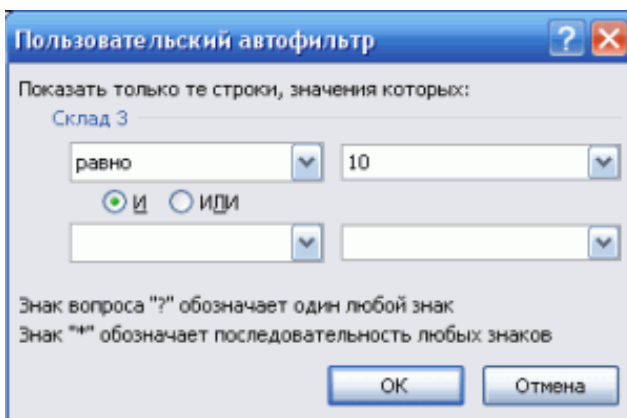 Пользовательский автофильтр
Показать только те строки, значения которых:
Склад 3
равно 10
И ИЛИ
Знак вопроса "?" обозначает один любой знак
Знак "*" обозначает последовательность любых знаков
ОК Отмена